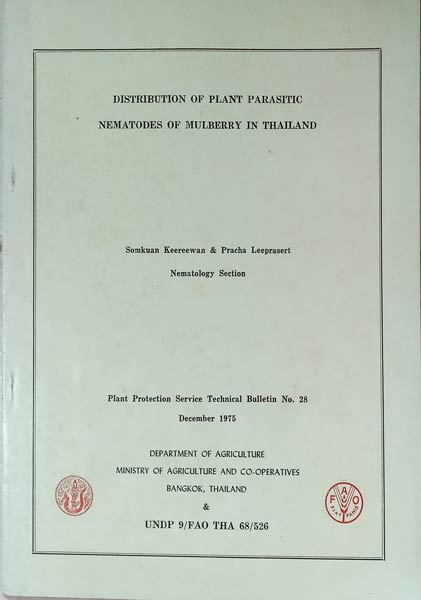 DISTRIBUTION OF PLANT PARASITIC
NEMATODES OF MULBERRY IN THAILAND
Somkuan Keereewan & Pracha Leeprasert
Nematology Section
Plant Protection Service Technical Bulletin No. 28
December 1975
DEPARTMENT OF AGRICULTURE
MINISTRY OF AGRICULTURE AND CO-OPERATIVES
BANGKOK, THAILAND
&
UNDP 9/FAO THA 68/526
F A O
FIAT PANIS